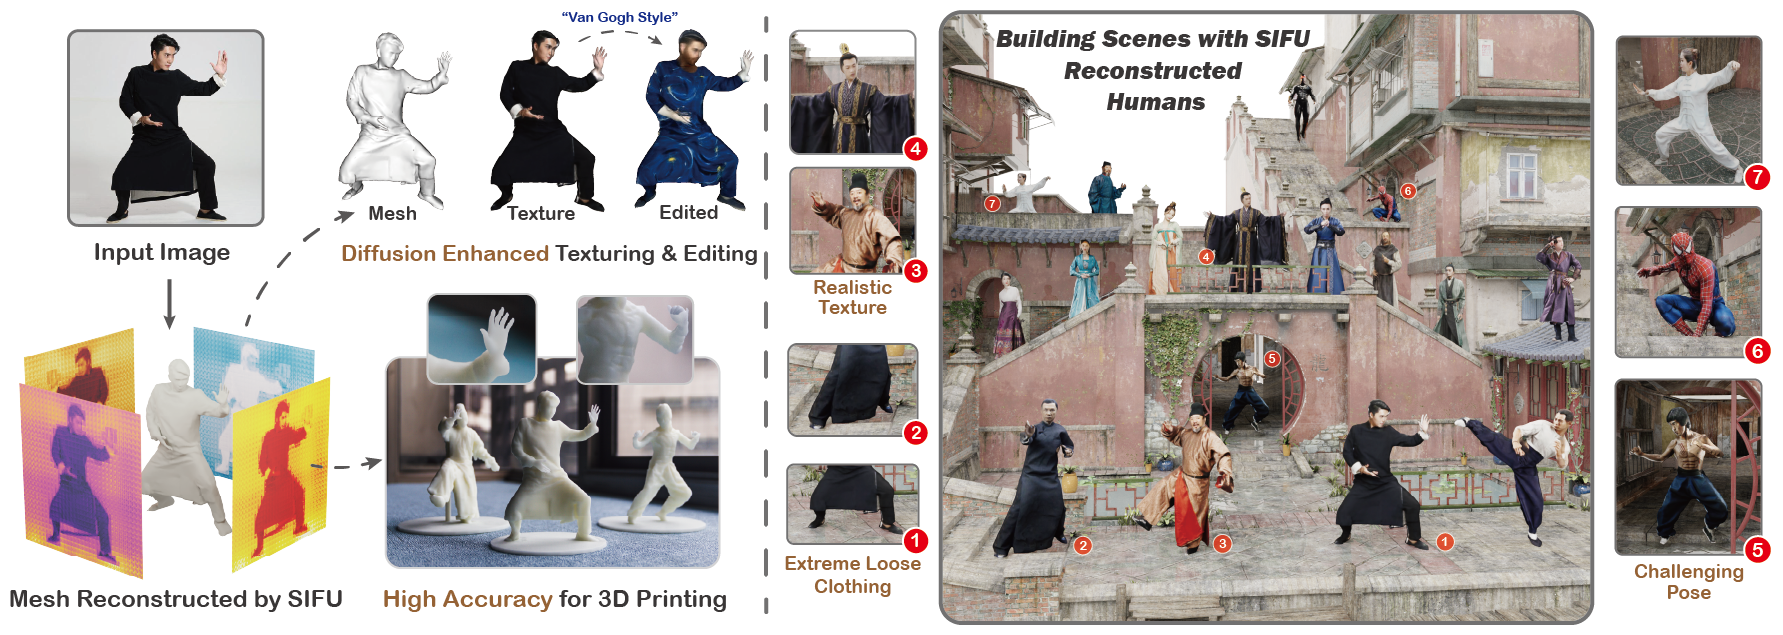 "Van Gogh Style"
Mesh
Texture
Edited
Input Image
Diffusion Enhanced Texturing & Editing
Mesh Reconstructed by SIFU
High Accuracy for 3D Printing
4
3
Realistic
Texture
2
1
Extreme Loose
Clothing
Building Scenes with SIFU
Reconstructed
Humans
7
6
4
5
2
3
1
7
6
5
Challenging
Pose